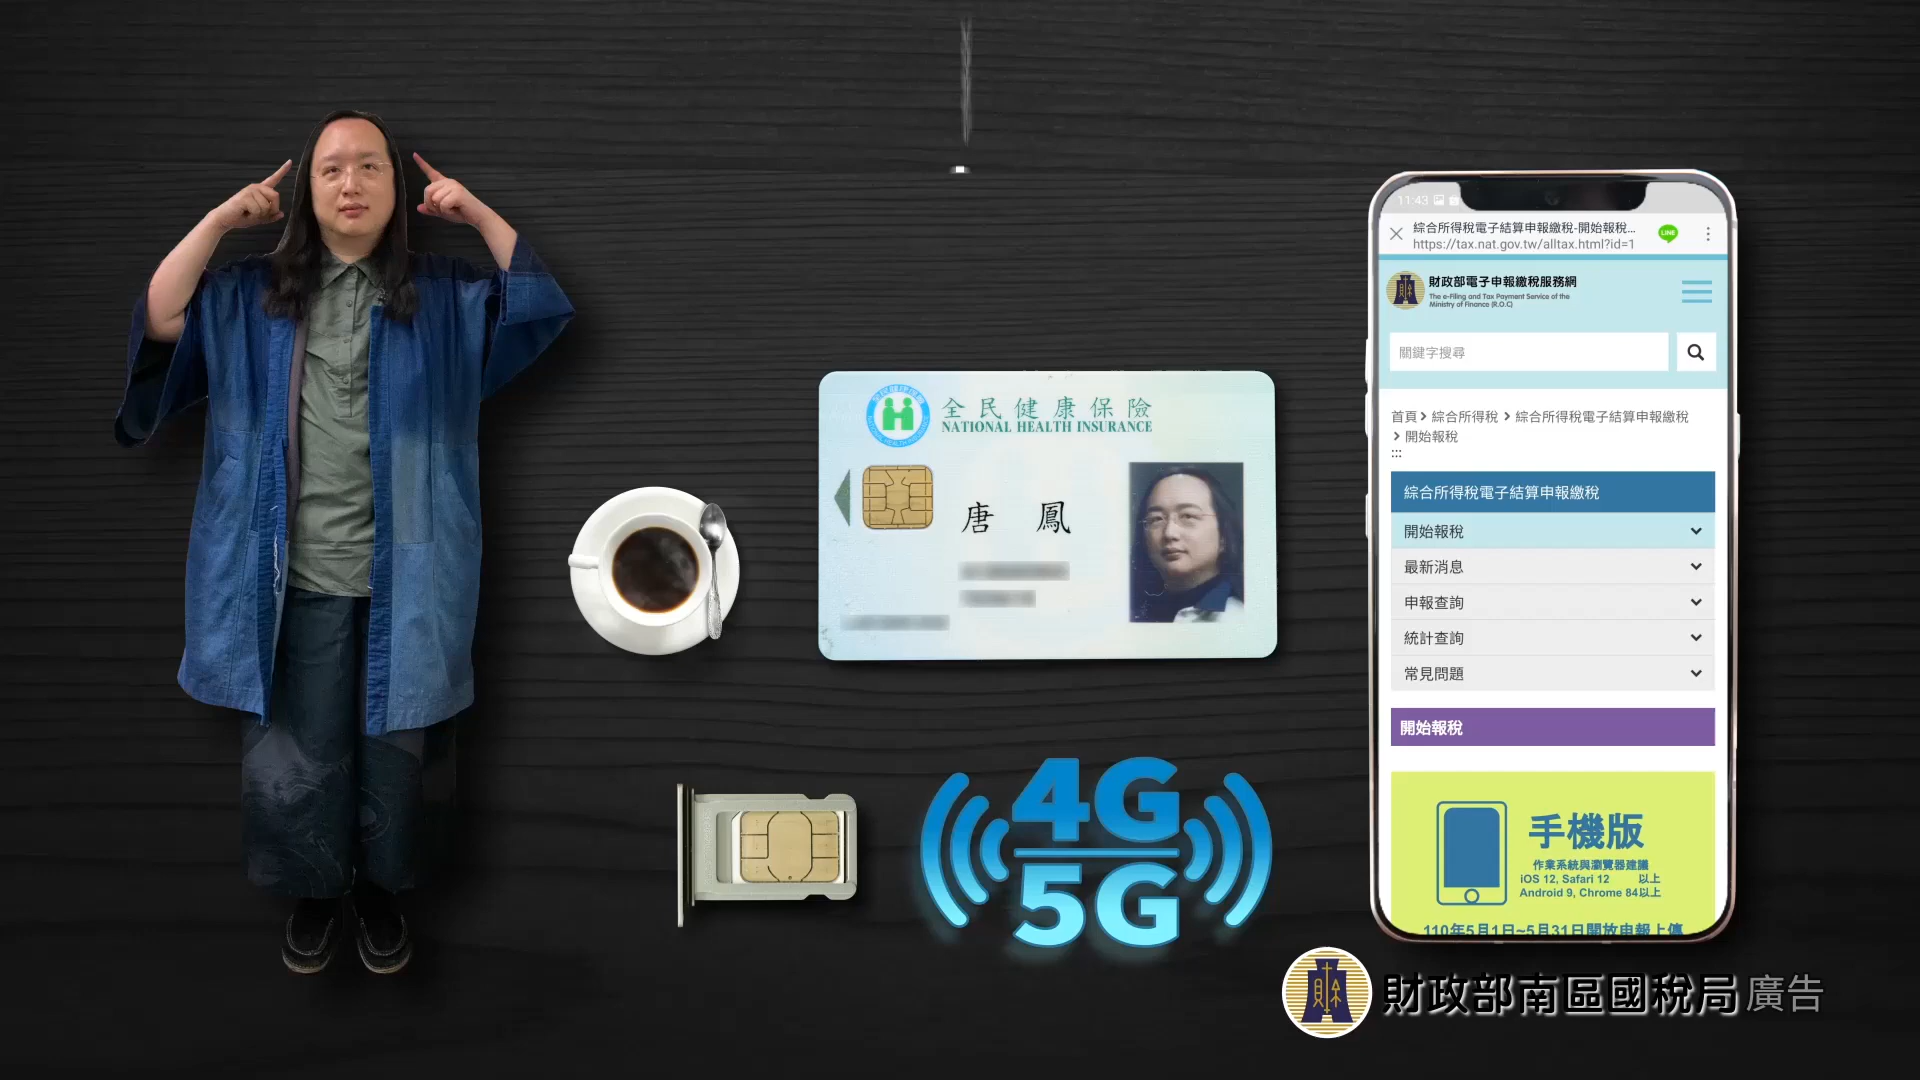 全民健康保險
NATIONAL HEALTH INSURANCE
唐 鳳
4G
5G
11:43
綜合所得稅電子結算申報繳稅-開始報稅...
https://tax.nat.gov.tw/alltax.html?id=1
LINE
財政部電子申報繳稅服務網
The e-Filing and Tax Payment Service of the
Ministry of Finance (R.O.C)
關鍵字搜尋
首頁 > 綜合所得稅 > 綜合所得稅電子結算申報繳稅
> 開始報稅
:::
綜合所得稅電子結算申報繳稅
開始報稅
最新消息
申報查詢
統計查詢
常見問題
開始報稅
手機版
作業系統與瀏覽器建議
iOS 12, Safari 12 以上
Android 9, Chrome 84以上
110年5月1日~5月31日開放申報上傳
財政部南區國稅局 廣告